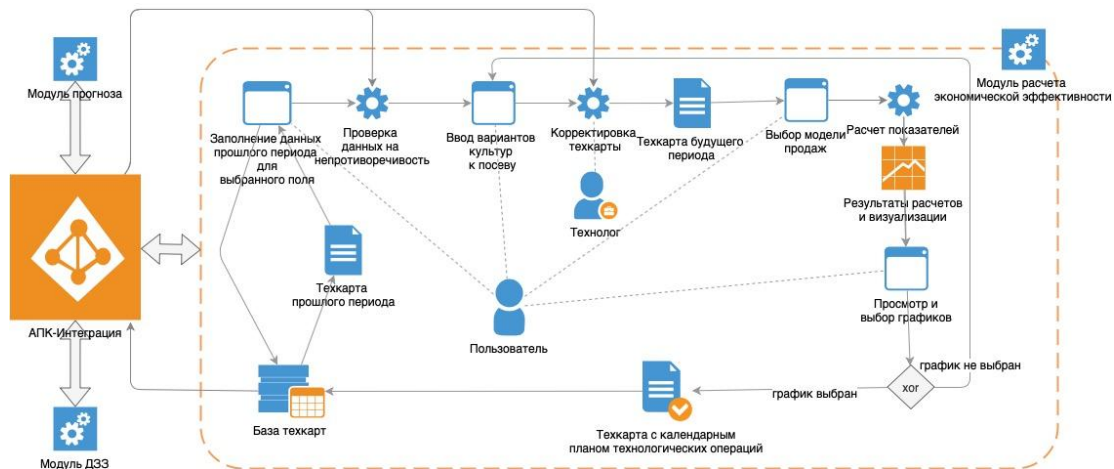 Модуль прогноза
Модуль расчета
экономической эффективности
Заполнение данных
прошлого периода
для
выбранного поля
Проверка
данных на
непротиворечивость
Ввод вариантов
культур
к посеву
Корректировка
техкарты
Техкарта будущего
периода
Выбор модели
продаж
Расчет показателей
Результаты расчетов
и визуализации
Технолог
Техкарта
прошлого периода
АПК-Интеграция
Пользователь
Просмотр и
выбор графиков
график не выбран
xor
график выбран
База техкарт
Техкарта с календарным
планом технологических операций
Модуль ДЗЗ